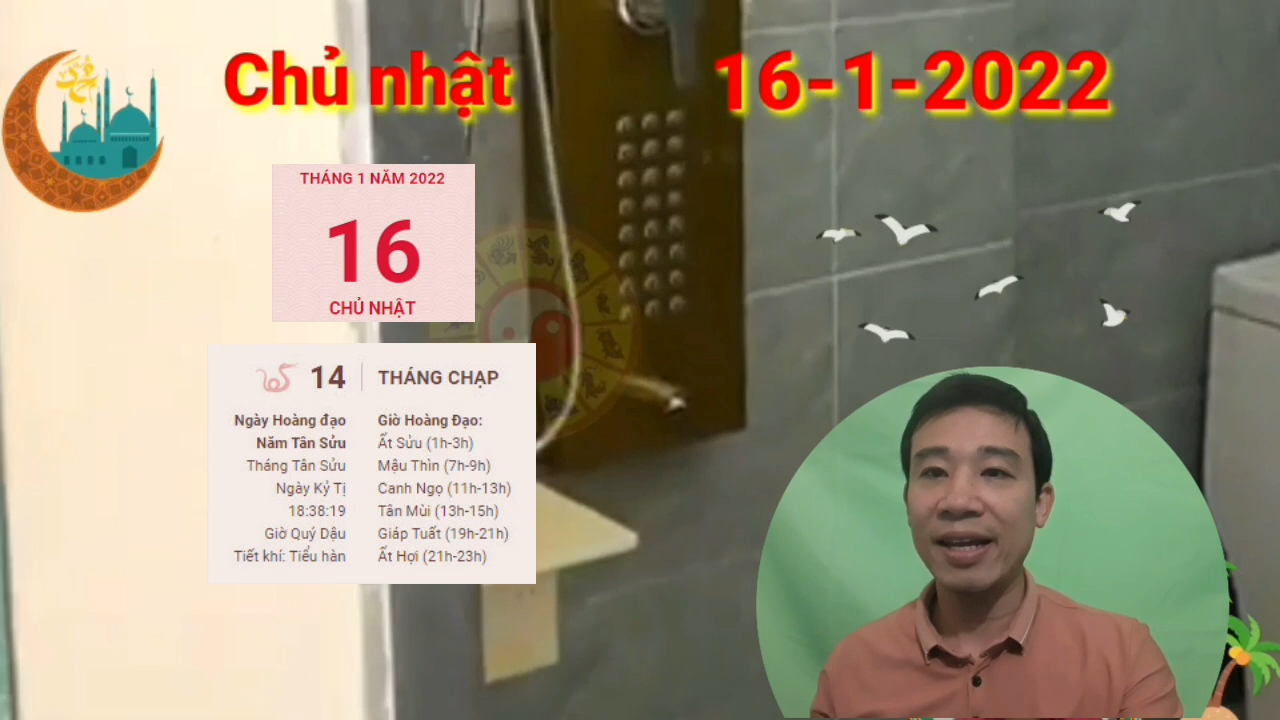 Chủ nhật 16-1-2022
THÁNG 1 NĂM 2022
16
CHỦ NHẬT
14 THÁNG CHẠP
Ngày Hoàng đạo
Năm Tân Sửu
Tháng Tân Sửu
Ngày Kỷ Tị
18:38:19
Giờ Quý Dậu
Tiết khí: Tiểu hàn
Giờ Hoàng Đạo:
Ất Sửu (1h-3h)
Mậu Thìn (7h-9h)
Canh Ngọ (11h-13h)
Tân Mùi (13h-15h)
Giáp Tuất (19h-21h)
Ất Hợi (21h-23h)